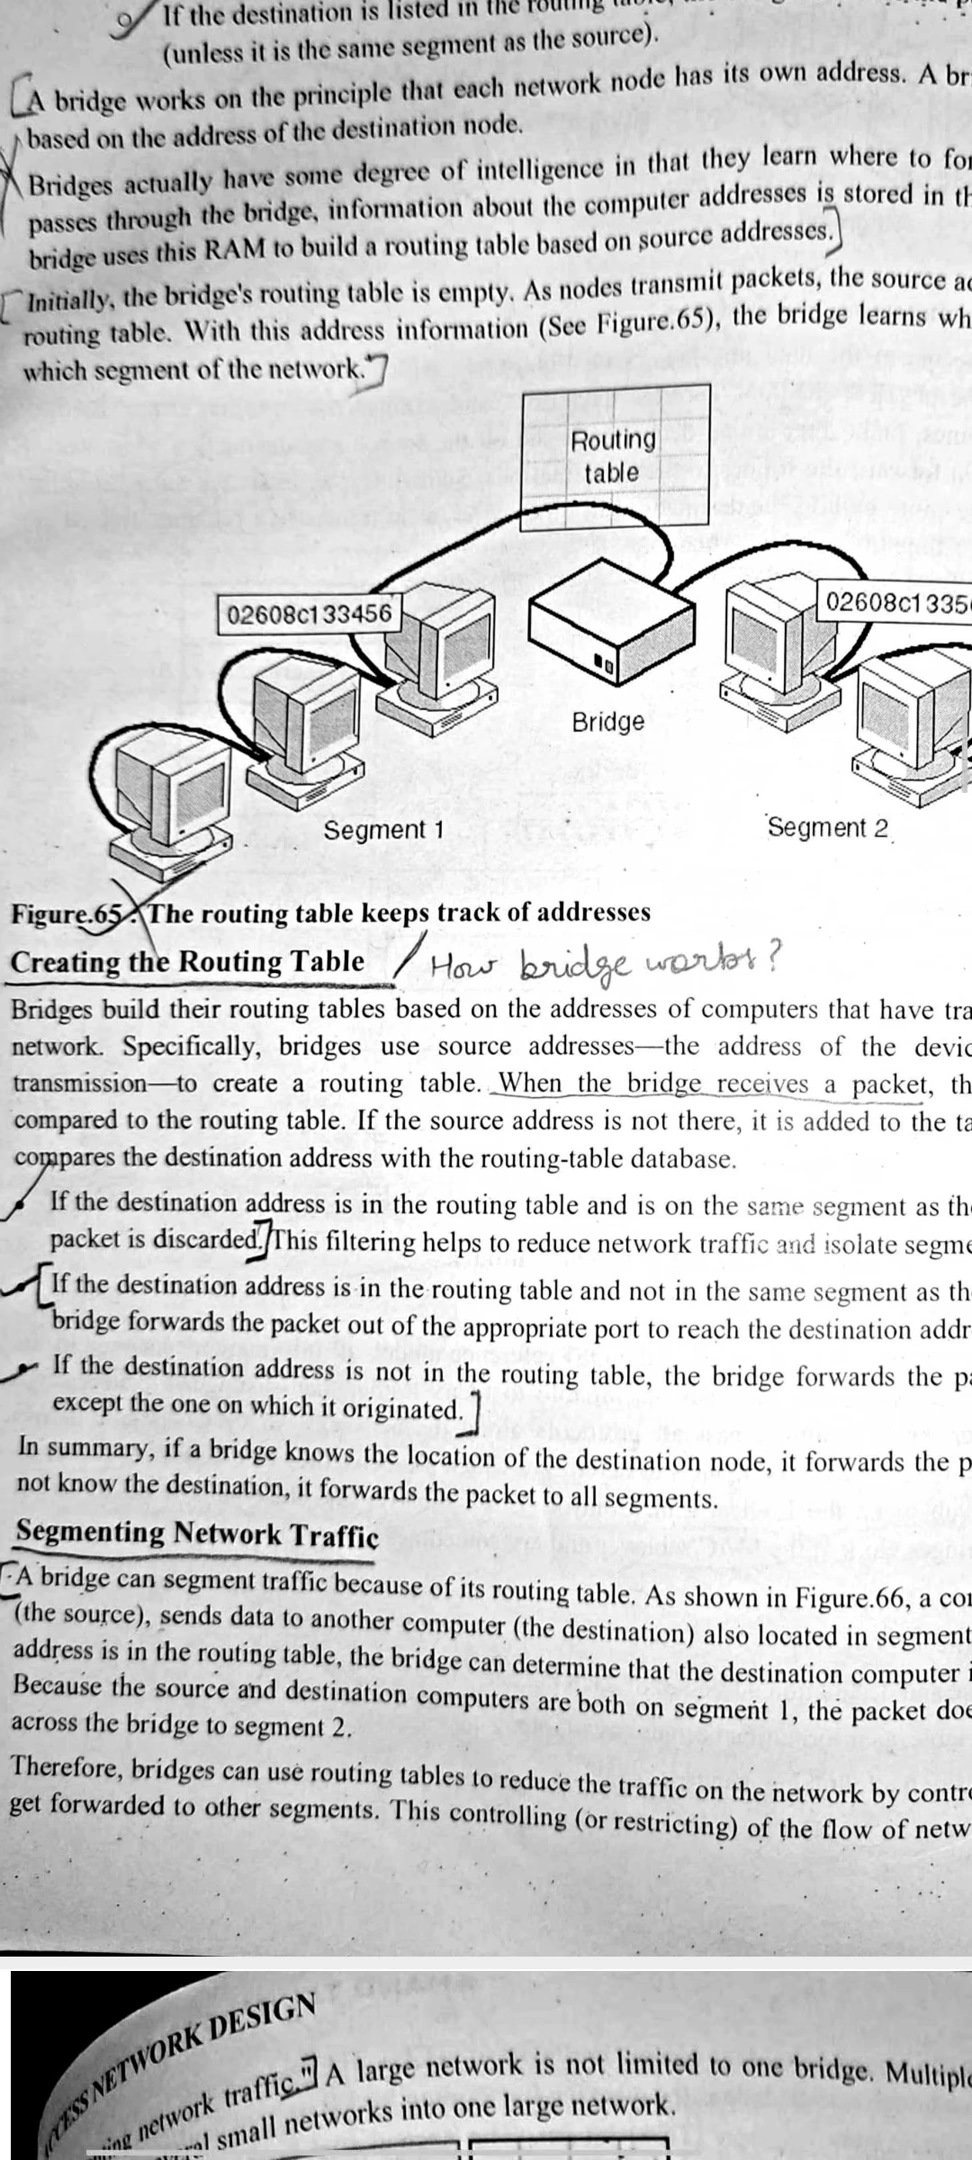 If the destination is listed in the routing
(unless it is the same segment as the source).
A bridge works on the principle that each network node has its own address. A
based on the address of the destination node.
Bridges actually have some degree of intelligence in that they learn where to
passes through the bridge, information about the computer addresses is stored in
bridge uses this RAM to build a routing table based on source addresses.
Initially, the bridge's routing table is empty. As nodes transmit packets, the source
routing table. With this address information (See Figure.65), the bridge learns
which segment of the network.
Routing
table
02608c133456
02608c1335
Bridge
Segment 1
Segment 2
Figure.65: The routing table keeps track of addresses
Creating the Routing Table / How bridge works?
Bridges build their routing tables based on the addresses of computers that have
network. Specifically, bridges use source addresses—the address of the
transmission—to create a routing table. When the bridge receives a packet,
compared to the routing table. If the source address is not there, it is added to the
compares the destination address with the routing-table database.
If the destination address is in the routing table and is on the same segment as
packet is discarded. This filtering helps to reduce network traffic and isolate
If the destination address is in the routing table and not in the same segment as
bridge forwards the packet out of the appropriate port to reach the destination
If the destination address is not in the routing table, the bridge forwards the
except the one on which it originated.
In summary, if a bridge knows the location of the destination node, it forwards the
not know the destination, it forwards the packet to all segments.
Segmenting Network Traffic
A bridge can segment traffic because of its routing table. As shown in Figure.66, a
(the source), sends data to another computer (the destination) also located in segment
address is in the routing table, the bridge can determine that the destination computer
Because the source and destination computers are both on segment 1, the packet
across the bridge to segment 2.
Therefore, bridges can use routing tables to reduce the traffic on the network by
get forwarded to other segments. This controlling (or restricting) of the flow of
NETWORK DESIGN
network traffic." A large network is not limited to one bridge.
small networks into one large network.